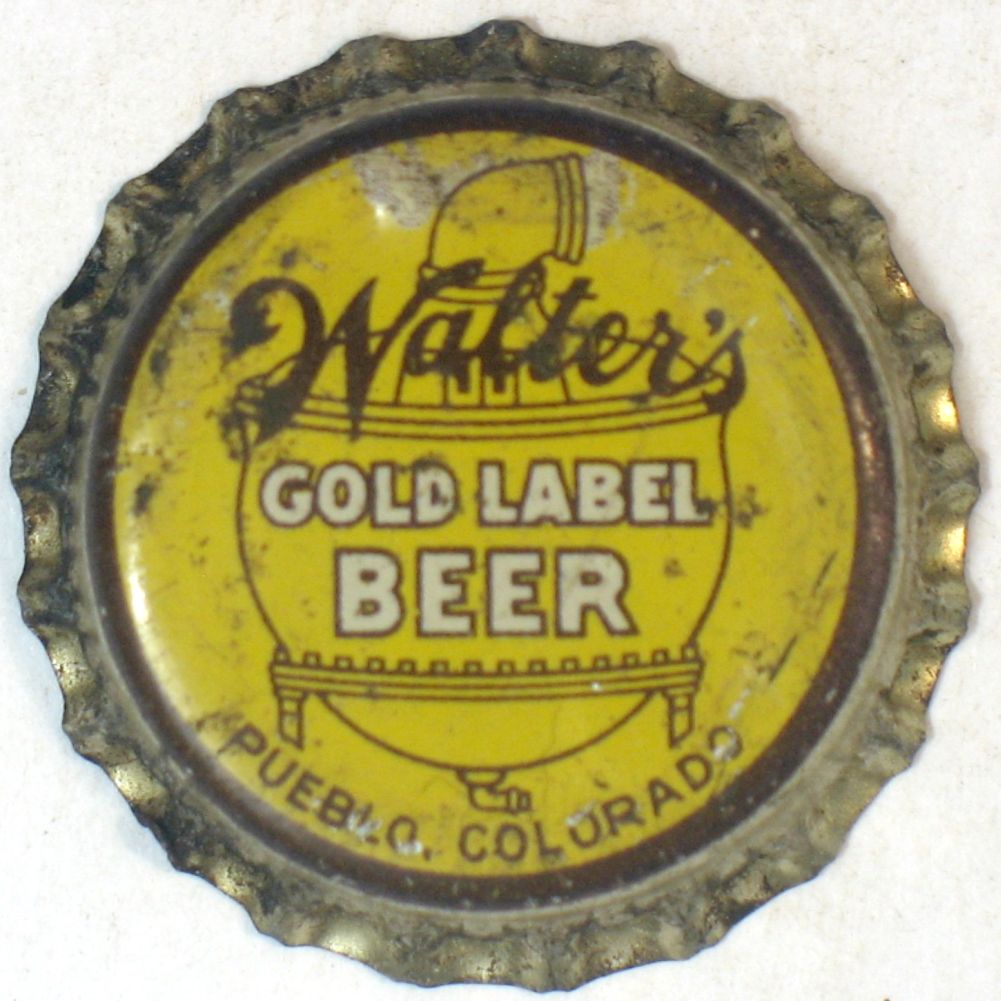 Walter's
GOLD LABEL
BEER
PUEBLO, COLORADO